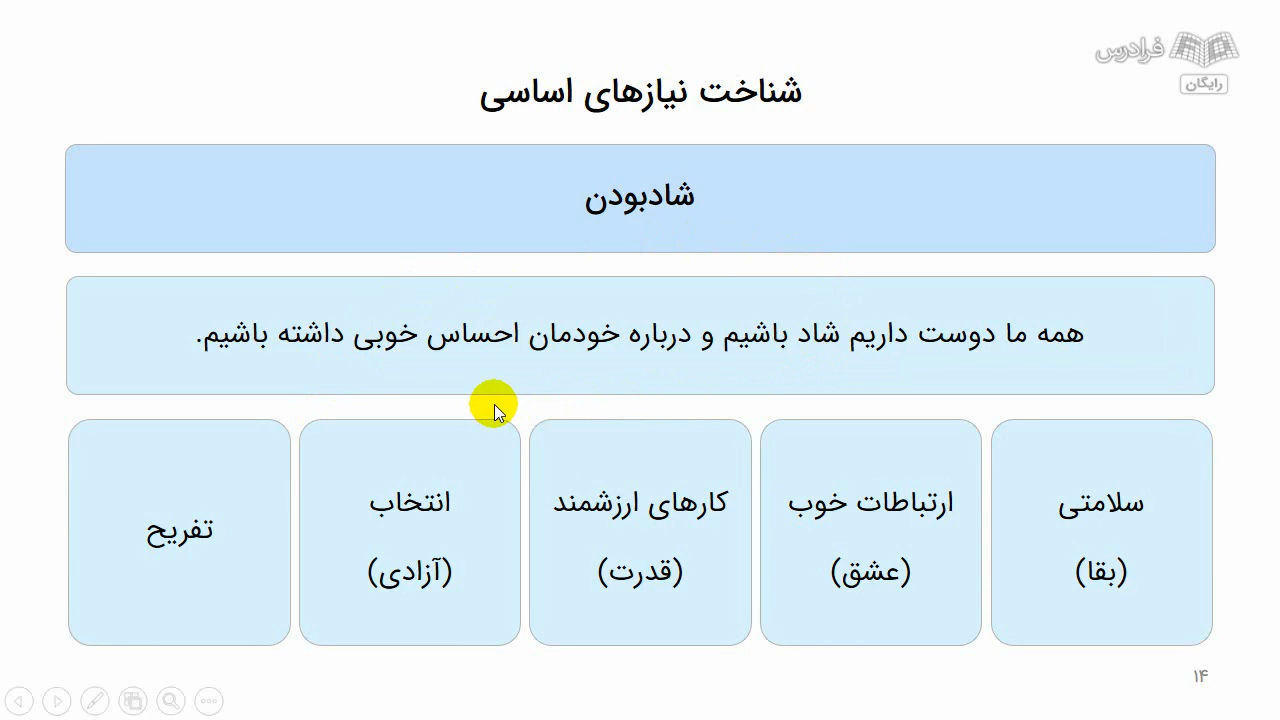 فرادرس
رایگان
شناخت نیازهای اساسی
شادبودن
همه ما دوست داریم شاد باشیم و درباره خودمان احساس خوبی داشته باشیم.
سلامتی
(بقا)
ارتباطات خوب
(عشق)
کارهای ارزشمند
(قدرت)
انتخاب
(آزادی)
تفریح
۱۴